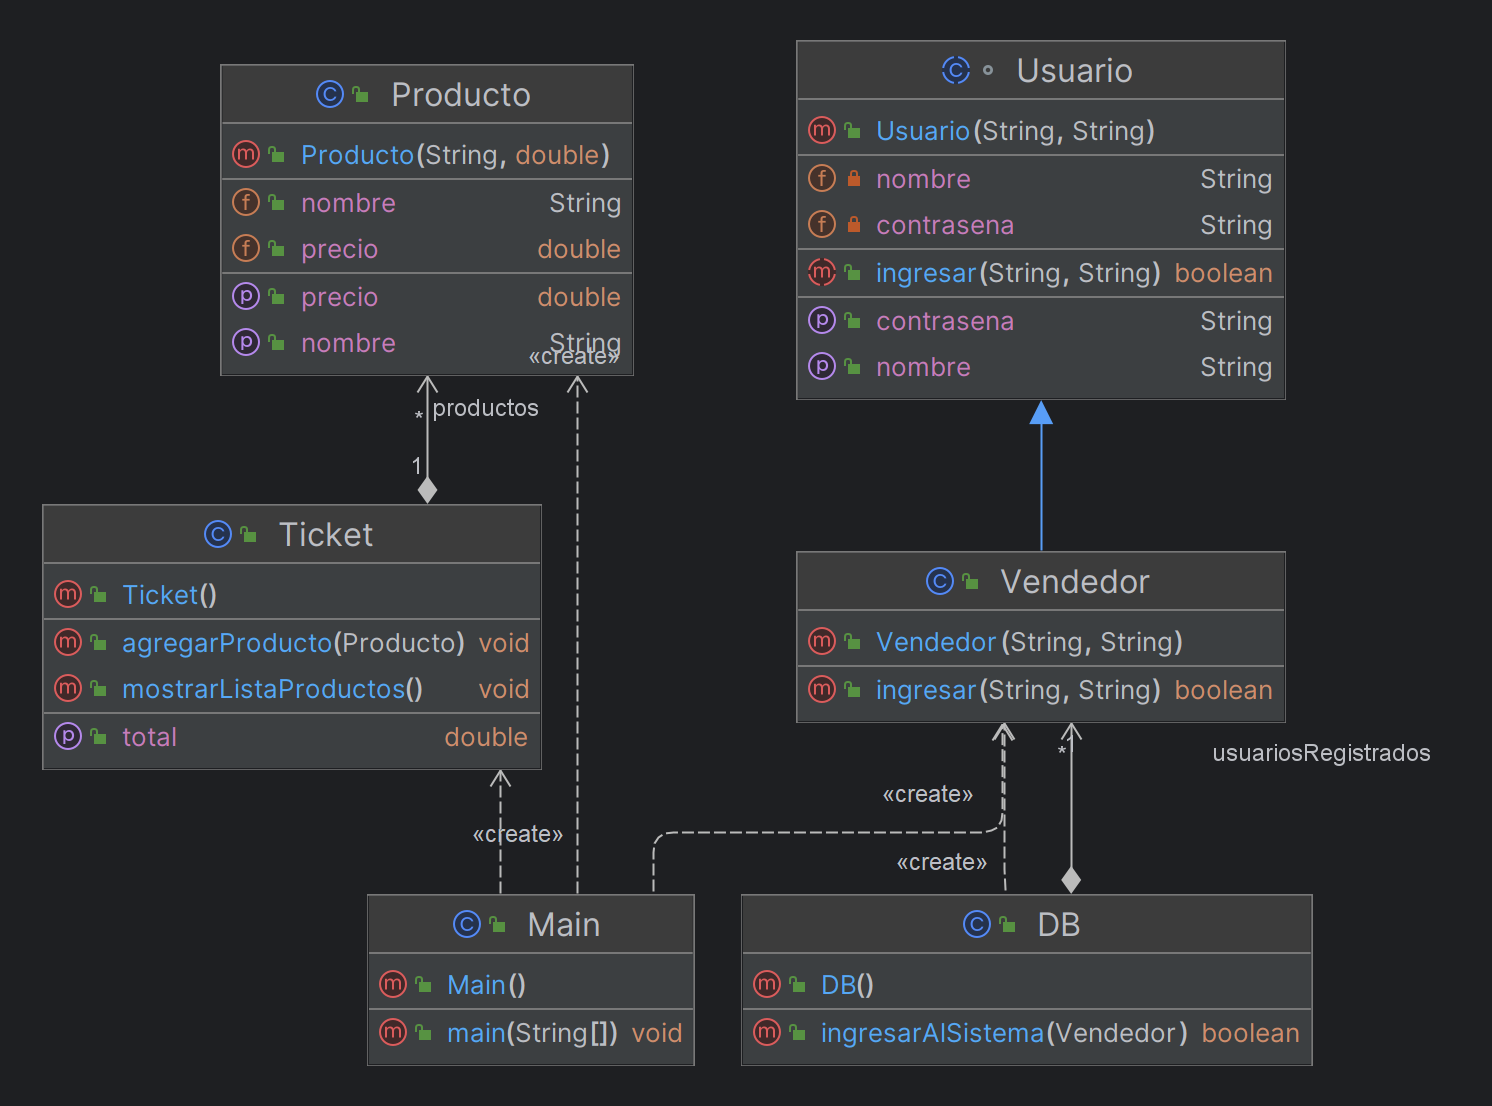 Producto
Producto(String, double)
nombre String
precio double
precio double
nombre String
«create»
* productos
1
Usuario
Usuario(String, String)
nombre String
contrasena String
ingresar(String, String) boolean
contrasena String
nombre String
Ticket
Ticket()
agregarProducto(Producto) void
mostrarListaProductos() void
total double
«create»
Vendedor
Vendedor(String, String)
ingresar(String, String) boolean
* 1 usuariosRegistrados
«create»
«create»
Main
Main()
main(String[]) void
DB
DB()
ingresarAlSistema(Vendedor) boolean